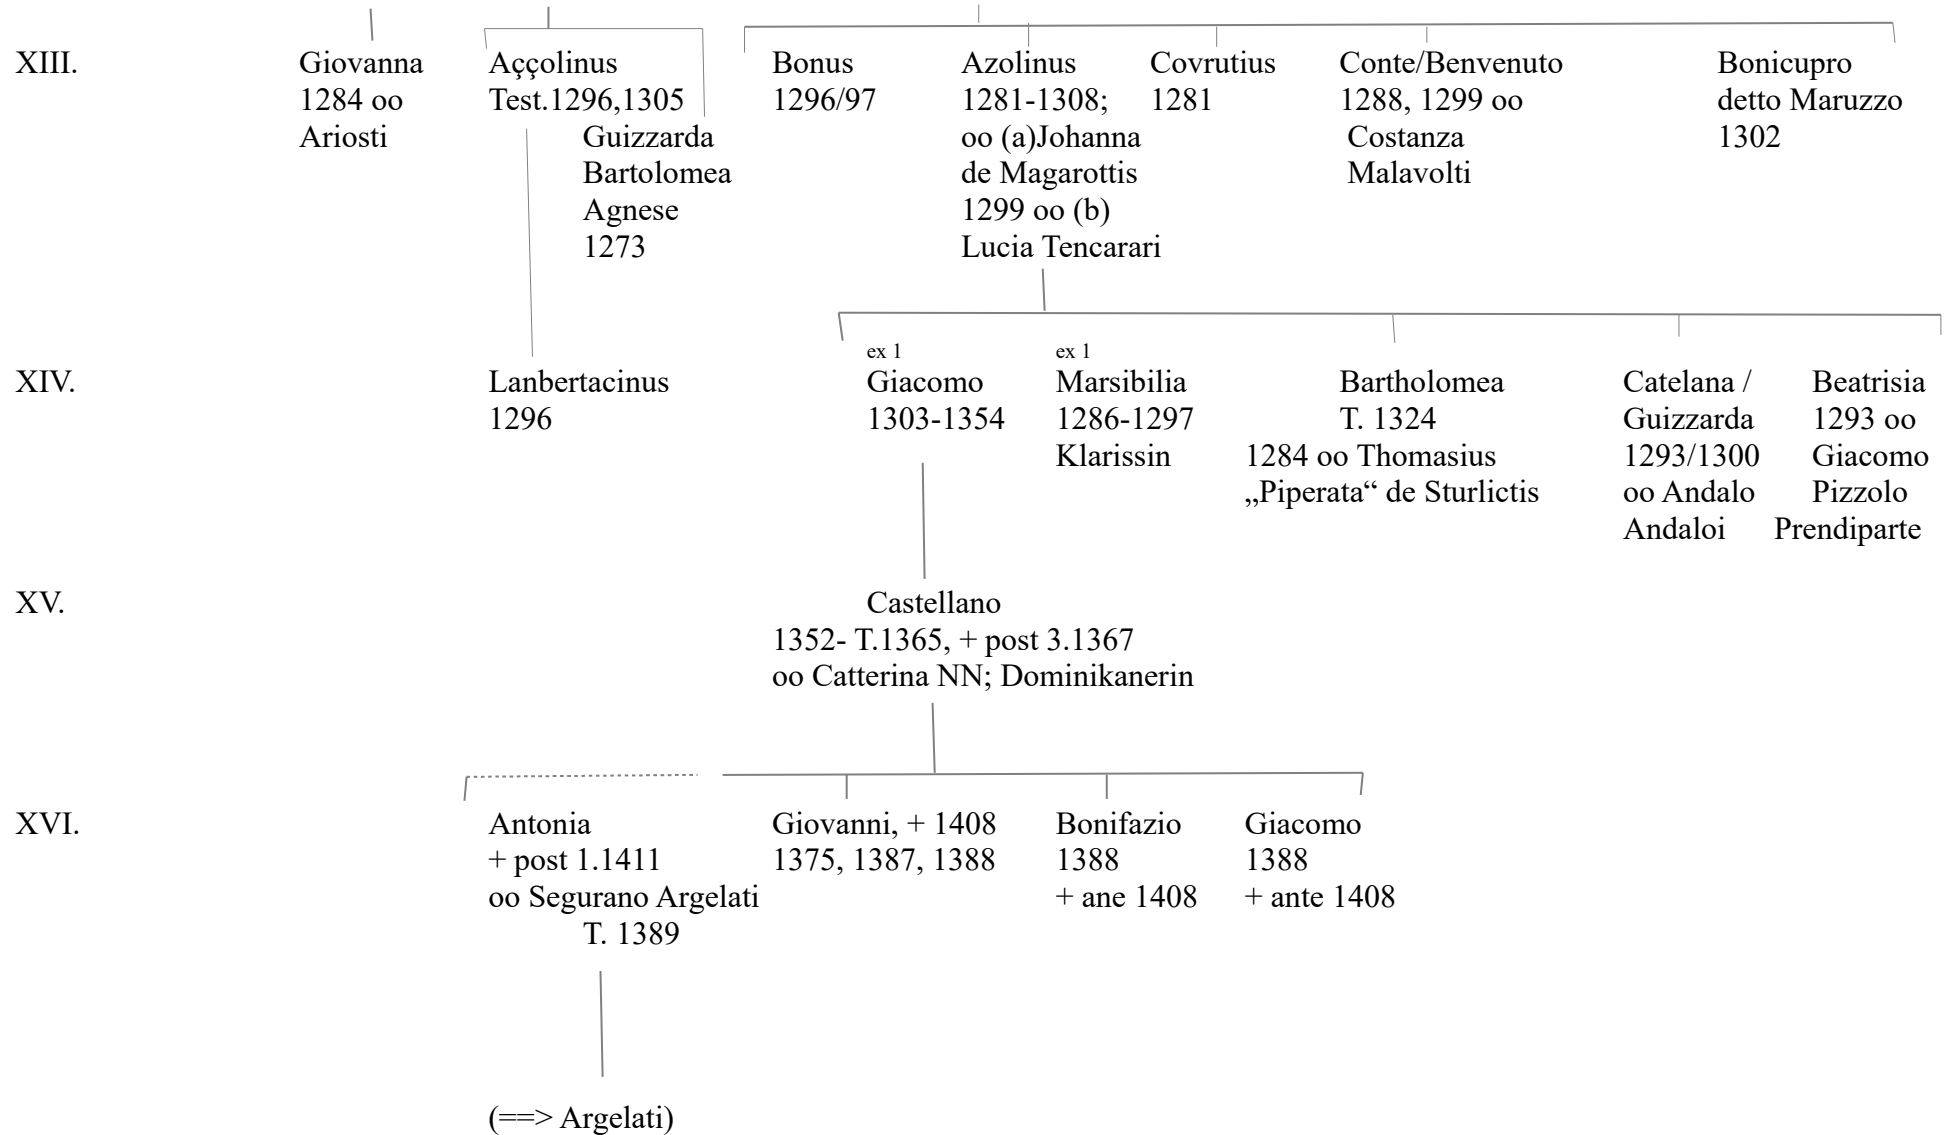 XIII. Giovanna Aççolinus Bonus Azolinus Covrutius Conte/Benvenuto Bonicupro
1284 oo Test.1296,1305 1296/97 1281-1308; 1281 1288, 1299 oo detto Maruzzo
Ariosti Guizzarda oo (a)Johanna Costanza 1302
Bartolomea de Magarottis Malavolti
Agnese 1299 oo (b)
1273 Lucia Tencarari
ex 1 ex 1
XIV. Lanbertacinus Giacomo Marsibilia Bartholomea Catelana / Beatrisia
1296 1303-1354 1286-1297 T. 1324 Guizzarda 1293 oo
Klarissin 1284 oo Thomasius 1293/1300 Giacomo
„Piperata“ de Sturlictis oo Andalo Pizzolo
Andaloi Prendiparte
XV. Castellano
1352- T.1365, + post 3.1367
oo Catterina NN; Dominikanerin
XVI. Antonia Giovanni, + 1408 Bonifazio Giacomo
+ post 1.1411 1375, 1387, 1388 1388 1388
oo Segurano Argelati + ane 1408 + ante 1408
T. 1389
(==> Argelati)